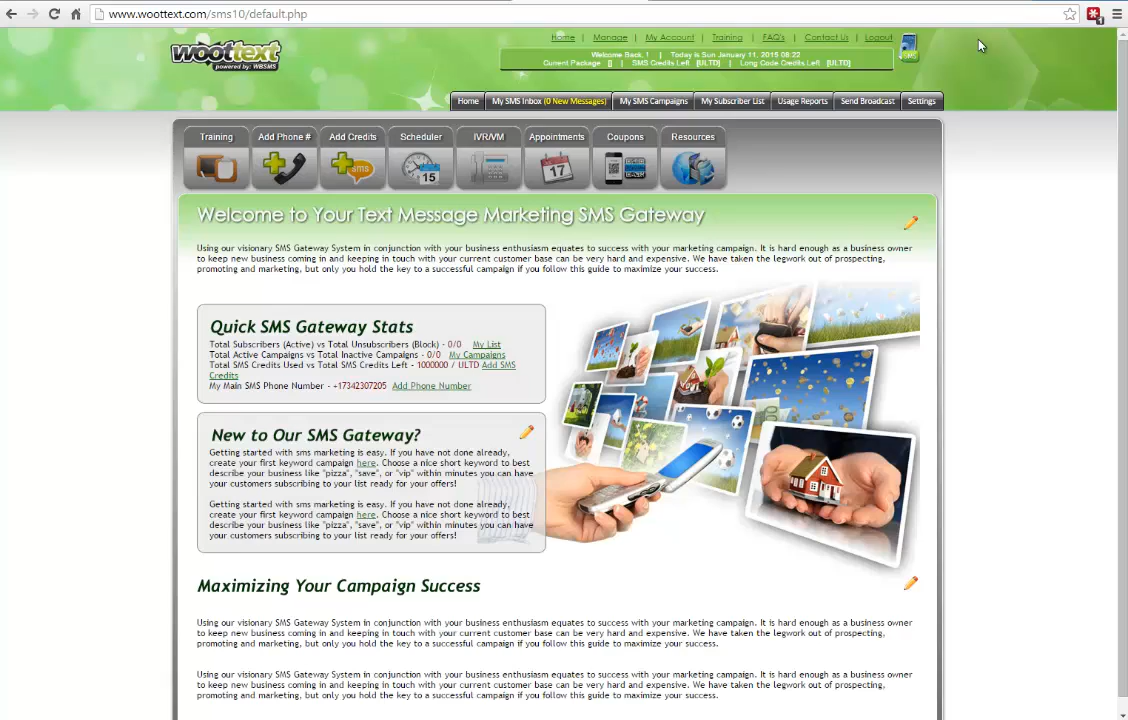 www.woottext.com/sms10/default.php
Home | Manage | My Account | Training | FAQ's | Contact Us | Logout
woottext
powered by: WBSMS
Welcome Back, 1 | Today is Sun January 11, 2015 08:22
Current Package [] | SMS Credits Left [ULTD] | Long Code Credits Left [ULTD]
Home My SMS Inbox (0 New Messages) My SMS Campaigns My Subscriber List Usage Reports Send Broadcast Settings
Training Add Phone # Add Credits Scheduler IVR/VM Appointments Coupons Resources
sms 15 17
Welcome to Your Text Message Marketing SMS Gateway
Using our visionary SMS Gateway System in conjunction with your business enthusiasm equates to success with your marketing campaign. It is hard enough as a business owner
to keep new business coming in and keeping in touch with your current customer base can be very hard and expensive. We have taken the legwork out of prospecting,
promoting and marketing, but only you hold the key to a successful campaign if you follow this guide to maximize your success.
Quick SMS Gateway Stats
Total Subscribers (Active) vs Total Unsubscribers (Block) - 0/0 My List
Total Active Campaigns vs Total Inactive Campaigns - 0/0 My Campaigns
Total SMS Credits Used vs Total SMS Credits Left - 1000000 / ULTD Add SMS
Credits
My Main SMS Phone Number - +17342307205 Add Phone Number
New to Our SMS Gateway?
Getting started with sms marketing is easy. If you have not done already,
create your first keyword campaign here. Choose a nice short keyword to best
describe your business like "pizza", "save", or "vip" within minutes you can have
your customers subscribing to your list ready for your offers!
Getting started with sms marketing is easy. If you have not done already,
create your first keyword campaign here. Choose a nice short keyword to best
describe your business like "pizza", "save", or "vip" within minutes you can have
your customers subscribing to your list ready for your offers!
Maximizing Your Campaign Success
Using our visionary SMS Gateway System in conjunction with your business enthusiasm equates to success with your marketing campaign. It is hard enough as a business owner
to keep new business coming in and keeping in touch with your current customer base can be very hard and expensive. We have taken the legwork out of prospecting,
promoting and marketing, but only you hold the key to a successful campaign if you follow this guide to maximize your success.
Using our visionary SMS Gateway System in conjunction with your business enthusiasm equates to success with your marketing campaign. It is hard enough as a business owner
to keep new business coming in and keeping in touch with your current customer base can be very hard and expensive. We have taken the legwork out of prospecting,
promoting and marketing, but only you hold the key to a successful campaign if you follow this guide to maximize your success.